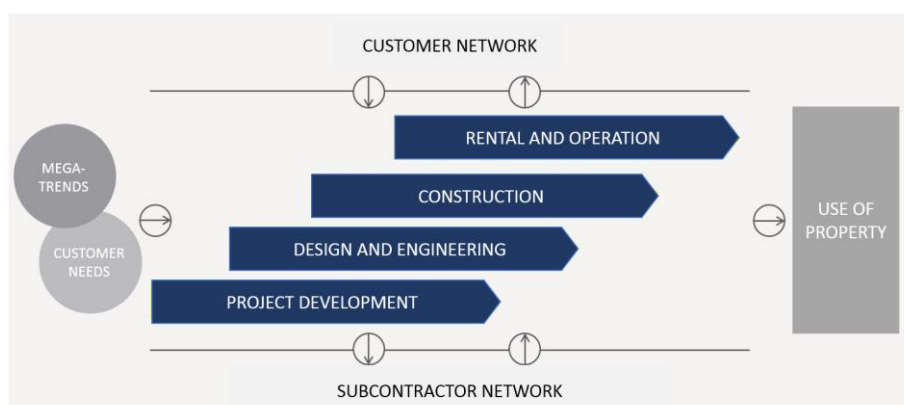 CUSTOMER NETWORK
RENTAL AND OPERATION
MEGA-
TRENDS
CONSTRUCTION
USE OF
PROPERTY
CUSTOMER
NEEDS
DESIGN AND ENGINEERING
PROJECT DEVELOPMENT
SUBCONTRACTOR NETWORK